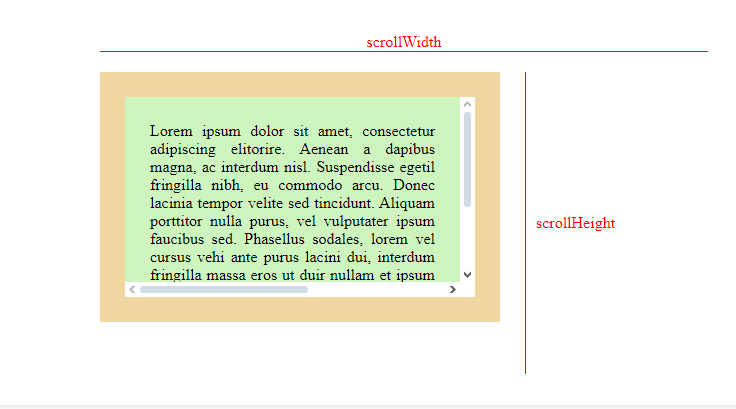 scrollWidth
Lorem ipsum dolor sit amet, consectetur
adipiscing elitorire. Aenean a dapibus
magna, ac interdum nisl. Suspendisse egetil
fringilla nibh, eu commodo arcu. Donec
lacinia tempor velite sed tincidunt. Aliquam
porttitor nulla purus, vel vulputater ipsum
faucibus sed. Phasellus sodales, lorem vel
cursus vehi ante purus lacini dui, interdum
fringilla massa eros ut duir nullam et ipsum
scrollHeight